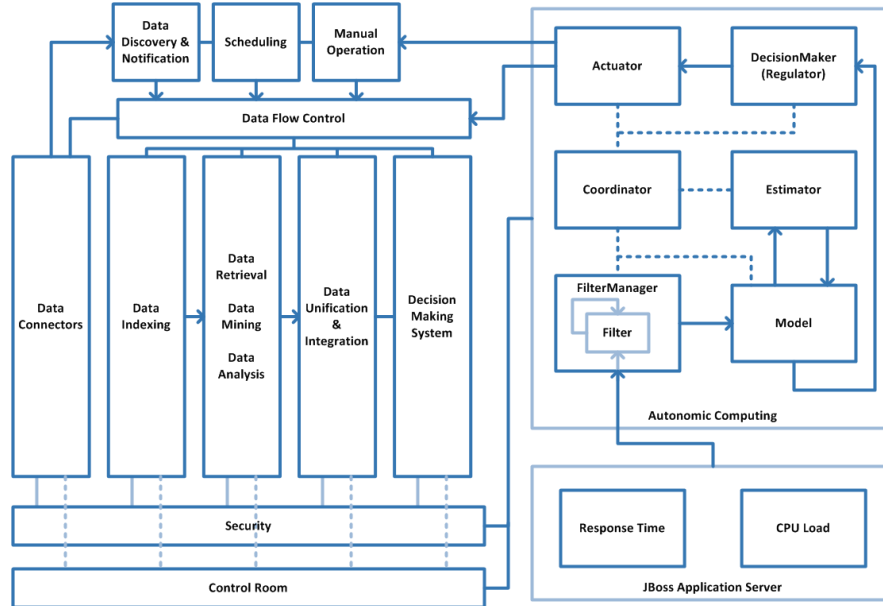 Data
Discovery &
Notification
Scheduling
Manual
Operation
Data Flow Control
Data
Connectors
Data
Indexing
Data
Retrieval
Data
Mining
Data
Analysis
Data
Unification
&
Integration
Decision
Making
System
Security
Control Room
Actuator
DecisionMaker
(Regulator)
Coordinator
Estimator
FilterManager
Filter
Model
Autonomic Computing
Response Time
CPU Load
JBoss Application Server